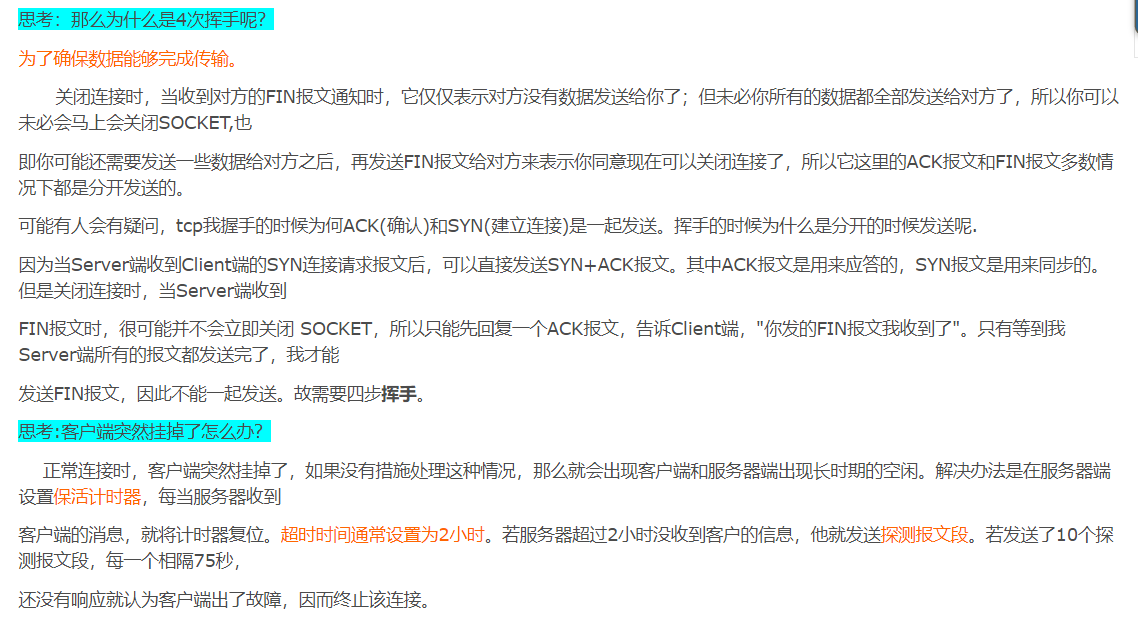 思考：那么为什么是4次挥手呢？
为了确保数据能够完成传输。
关闭连接时，当收到对方的FIN报文通知时，它仅仅表示对方没有数据发送给你了；但未必你所有的数据都全部发送给对方了，所以你可以
未必会马上会关闭SOCKET,也
即你可能还需要发送一些数据给对方之后，再发送FIN报文给对方来表示你同意现在可以关闭连接了，所以它这里的ACK报文和FIN报文多数情
况下都是分开发送的。
可能有人会有疑问，tcp我握手的时候为何ACK(确认)和SYN(建立连接)是一起发送。挥手的时候为什么是分开的时候发送呢.
因为当Server端收到Client端的SYN连接请求报文后，可以直接发送SYN+ACK报文。其中ACK报文是用来应答的，SYN报文是用来同步的。
但是关闭连接时，当Server端收到
FIN报文时，很可能并不会立即关闭 SOCKET，所以只能先回复一个ACK报文，告诉Client端，"你发的FIN报文我收到了"。只有等到我
Server端所有的报文都发送完了，我才能
发送FIN报文，因此不能一起发送。故需要四步挥手。
思考:客户端突然挂掉了怎么办？
正常连接时，客户端突然挂掉了，如果没有措施处理这种情况，那么就会出现客户端和服务器端出现长时期的空闲。解决办法是在服务器端
设置保活计时器，每当服务器收到
客户端的消息，就将计时器复位。超时时间通常设置为2小时。若服务器超过2小时没收到客户的信息，他就发送探测报文段。若发送了10个探
测报文段，每一个相隔75秒，
还没有响应就认为客户端出了故障，因而终止该连接。